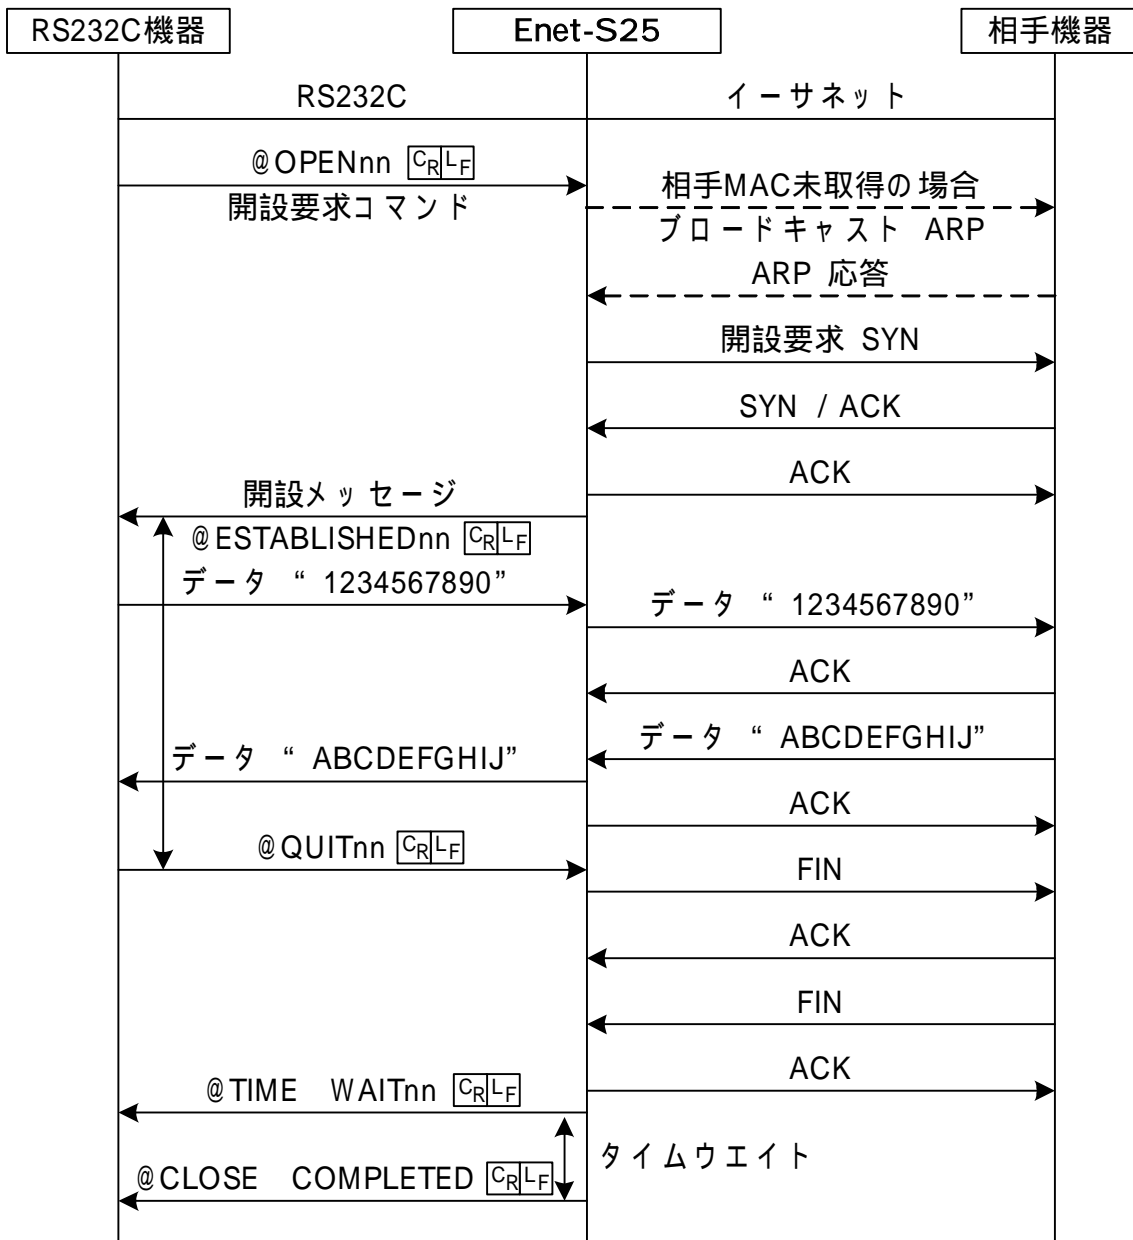 RS232C機器
Enet-S25
相手機器
RS232C
イーサネット
@OPENnn CRLF
開設要求コマンド
相手MAC未取得の場合
ブロードキャスト ARP
ARP 応答
開設要求 SYN
SYN / ACK
ACK
開設メッセージ
@ESTABLISHEDnn CRLF
データ “ 1234567890”
データ “ 1234567890”
ACK
データ “ ABCDEFGHIJ”
データ “ ABCDEFGHIJ”
ACK
@QUITnn CRLF
FIN
ACK
FIN
ACK
@TIME WAITnn CRLF
タイムウエイト
@CLOSE COMPLETED CRLF